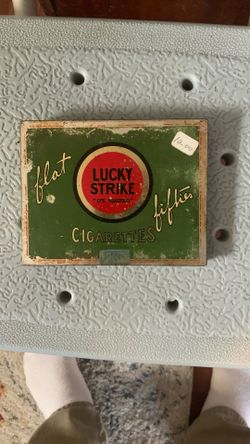 flat
LUCKY
STRIKE
"IT'S TOASTED"
fifties
CIGARETTES